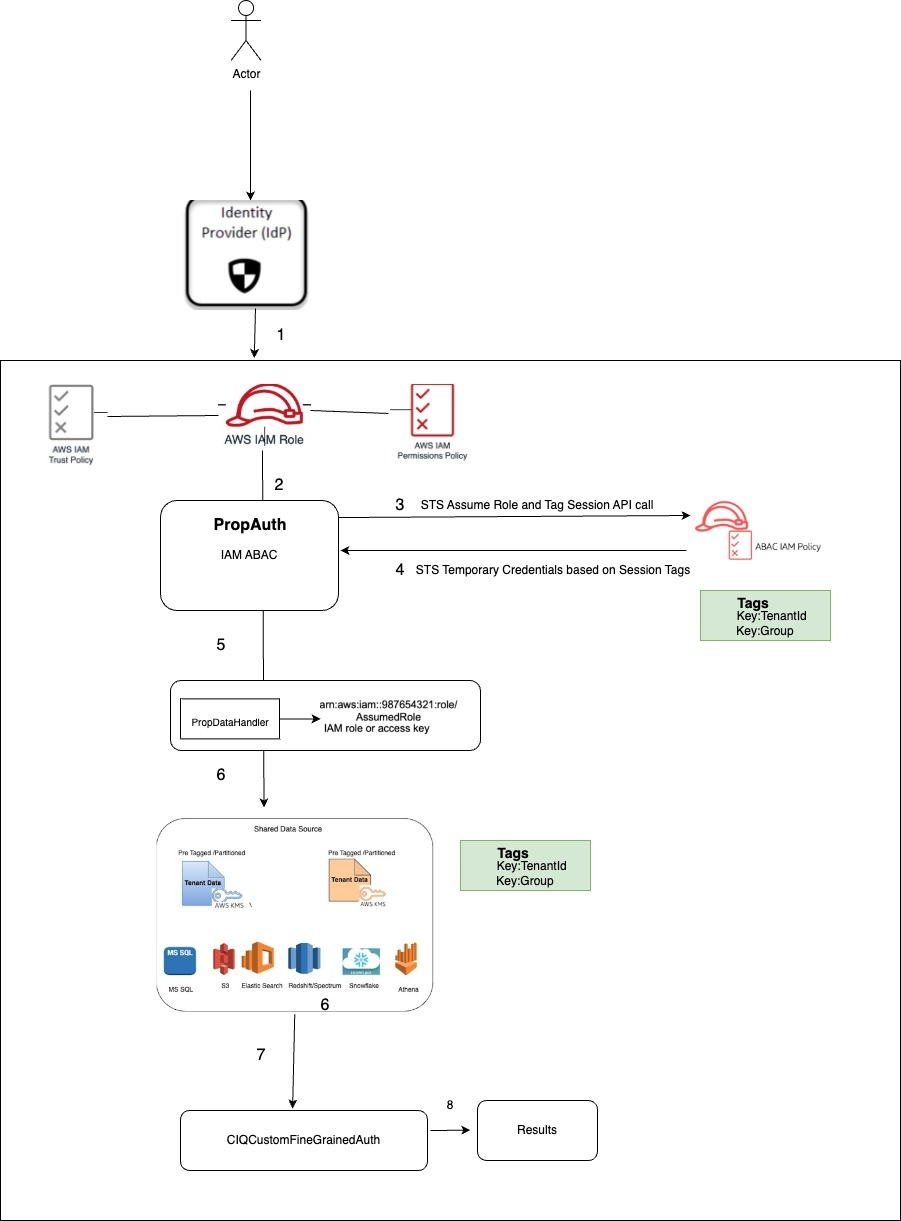 Actor
Identity
Provider (IdP)
1
AWS IAM
Trust Policy
AWS IAM Role
AWS IAM
Permissions Policy
2
PropAuth
IAM ABAC
3 STS Assume Role and Tag Session API call
ABAC IAM Policy
4 STS Temporary Credentials based on Session Tags
Tags
Key:TenantId
Key:Group
5
PropDataHandler
arn:aws:iam::987654321:role/
AssumedRole
IAM role or access key
6
Shared Data Source
Pre Tagged /Partitioned
Pre Tagged /Partitioned
Tenant Data
Tenant Data
AWS KMS \
AWS KMS
Tags
Key:TenantId
Key:Group
MS SQL
MS SQL
S3
Elastic Search
Redshift/Spectrum
Snowflake
Athena
6
7
CIQCustomFineGrainedAuth
8
Results